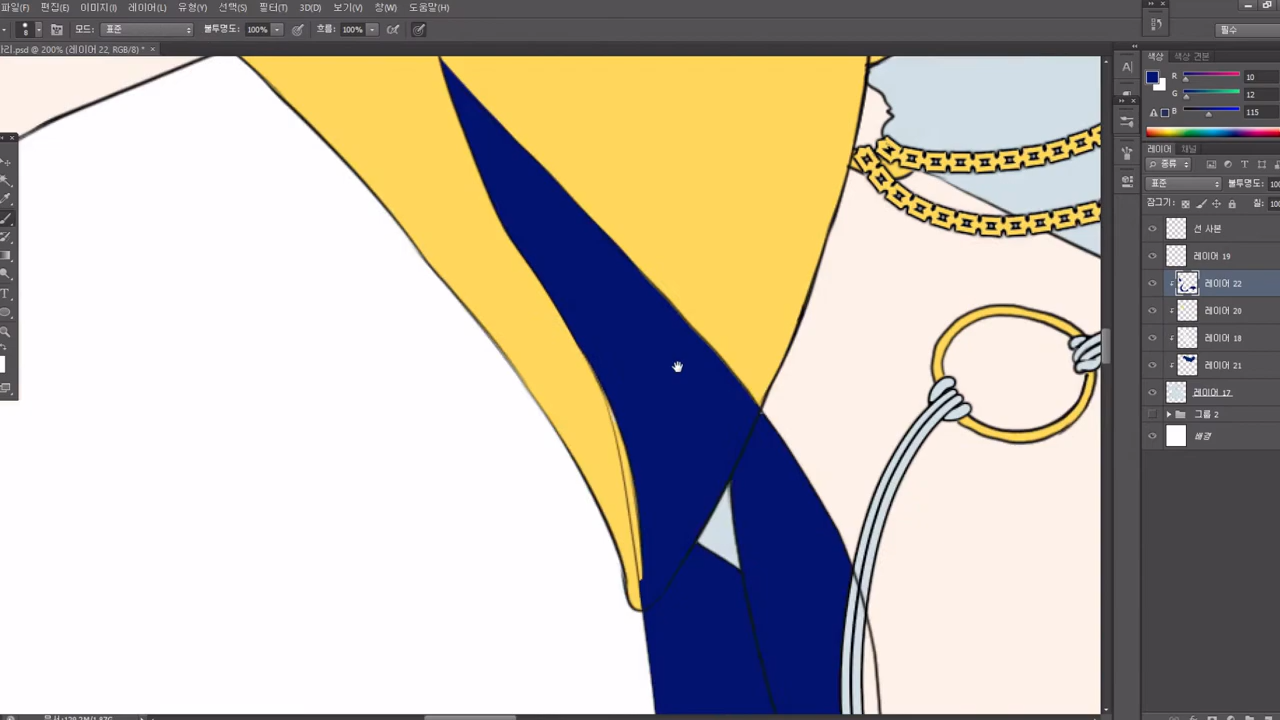 파일(F) 편집(E) 이미지(I) 레이어(L) 유형(Y) 선택(S) 필터(T) 3D(D) 보기(V) 창(W) 도움말(H)
8 모드: 표준 불투명도: 100% 흐름: 100% 필수
리.psd @ 200% (레이어 22, RGB/8) * ×
색상 색상 견본
R 10
G 12
B 115
레이어 채널
종류
표준 불투명도: 100
잠그기: 칠: 100
선 사본
레이어 19
레이어 22
레이어 20
레이어 18
레이어 21
레이어 17
그룹 2
배경